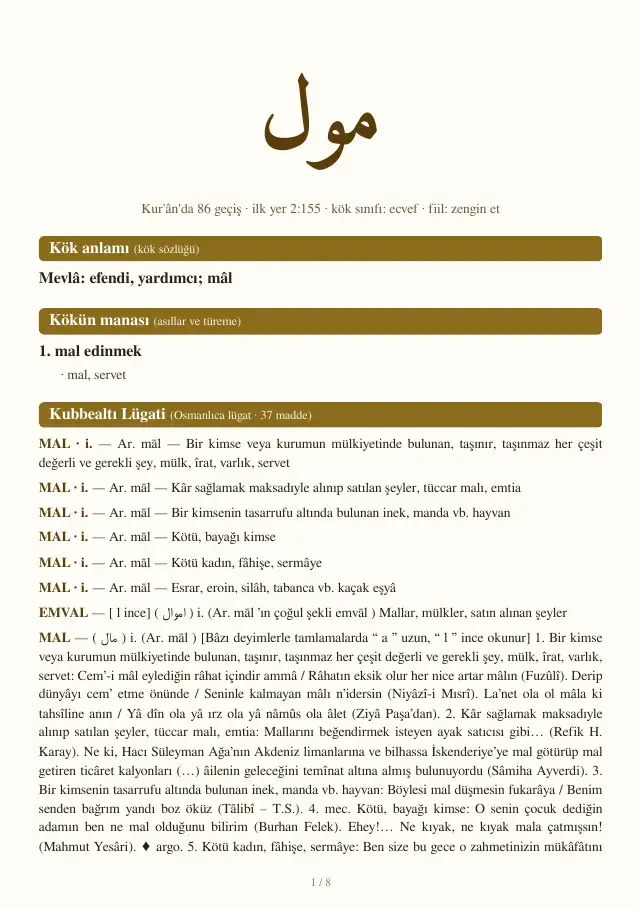 مول
Kur'ân'da 86 geçiş · ilk yer 2:155 · kök sınıfı: ecvef · fiil: zengin et
Kök anlamı (kök sözlüğü)
Mevlâ: efendi, yardımcı; mâl
Kökün manası (asıllar ve türeme)
1. mal edinmek
· mal, servet
Kubbealtı Lügati (Osmanlıca lügat · 37 madde)
MAL · i. — Ar. māl — Bir kimse veya kurumun mülkiyetinde bulunan, taşınır, taşınmaz her çeşit
değerli ve gerekli şey, mülk, îrat, varlık, servet
MAL · i. — Ar. māl — Kâr sağlamak maksadıyle alınıp satılan şeyler, tüccar malı, emtia
MAL · i. — Ar. māl — Bir kimsenin tasarrufu altında bulunan inek, manda vb. hayvan
MAL · i. — Ar. māl — Kötü, bayağı kimse
MAL · i. — Ar. māl — Kötü kadın, fâhişe, sermâye
MAL · i. — Ar. māl — Esrar, eroin, silâh, tabanca vb. kaçak eşyâ
EMVAL — [ l ince] ( اموال ) i. (Ar. māl 'ın çoğul şekli emvāl ) Mallar, mülkler, satın alınan şeyler
MAL — ( مال ) i. (Ar. māl ) [Bâzı deyimlerle tamlamalarda “ a ” uzun, “ l ” ince okunur] 1. Bir kimse
veya kurumun mülkiyetinde bulunan, taşınır, taşınmaz her çeşit değerli ve gerekli şey, mülk, îrat, varlık,
servet: Cem’-i mâl eylediğin râhat içindir ammâ / Râhatın eksik olur her nice artar mâlın (Fuzûlî). Derip
dünyâyı cem’ etme önünde / Seninle kalmayan mâlı n’idersin (Niyâzî-i Mısrî). La’net ola ol mâla ki
tahsîline anın / Yâ dîn ola yâ ırz ola yâ nâmûs ola âlet (Ziyâ Paşa’dan). 2. Kâr sağlamak maksadıyle
alınıp satılan şeyler, tüccar malı, emtia: Mallarını beğendirmek isteyen ayak satıcısı gibi… (Refik H.
Karay). Ne ki, Hacı Süleyman Ağa’nın Akdeniz limanlarına ve bilhassa İskenderiye’ye mal götürüp mal
getiren ticâret kalyonları (…) âilenin geleceğini temînat altına almış bulunuyordu (Sâmiha Ayverdi). 3.
Bir kimsenin tasarrufu altında bulunan inek, manda vb. hayvan: Böylesi mal düşmesin fukarâya / Benim
senden bağrım yandı boz öküz (Tâlibî – T.S.). 4. mec. Kötü, bayağı kimse: O senin çocuk dediğin
adamın ben ne mal olduğunu bilirim (Burhan Felek). Ehey!… Ne kıyak, ne kıyak mala çatmışsın!
(Mahmut Yesâri). ♦ argo. 5. Kötü kadın, fâhişe, sermâye: Ben size bu gece o zahmetinizin mükâfâtını
1 / 8